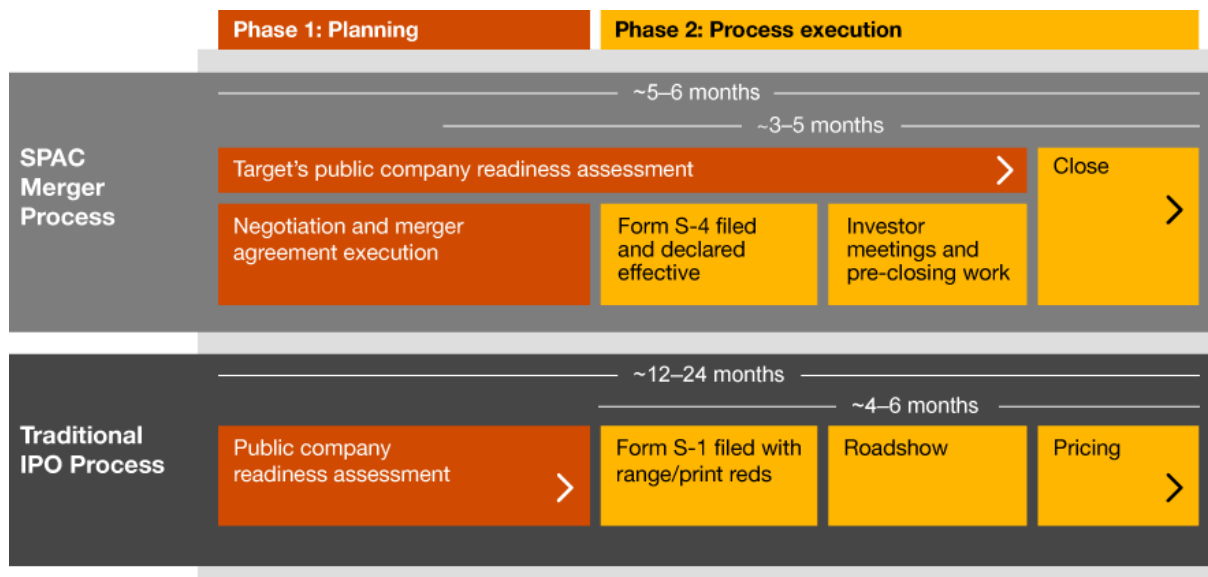 Phase 1: Planning
Phase 2: Process execution
SPAC
Merger
Process
~5–6 months
~3–5 months
Target's public company readiness assessment
Close
Negotiation and merger
agreement execution
Form S-4 filed
and declared
effective
Investor
meetings and
pre-closing work
Traditional
IPO Process
~12–24 months
~4–6 months
Public company
readiness assessment
Form S-1 filed with
range/print reds
Roadshow
Pricing